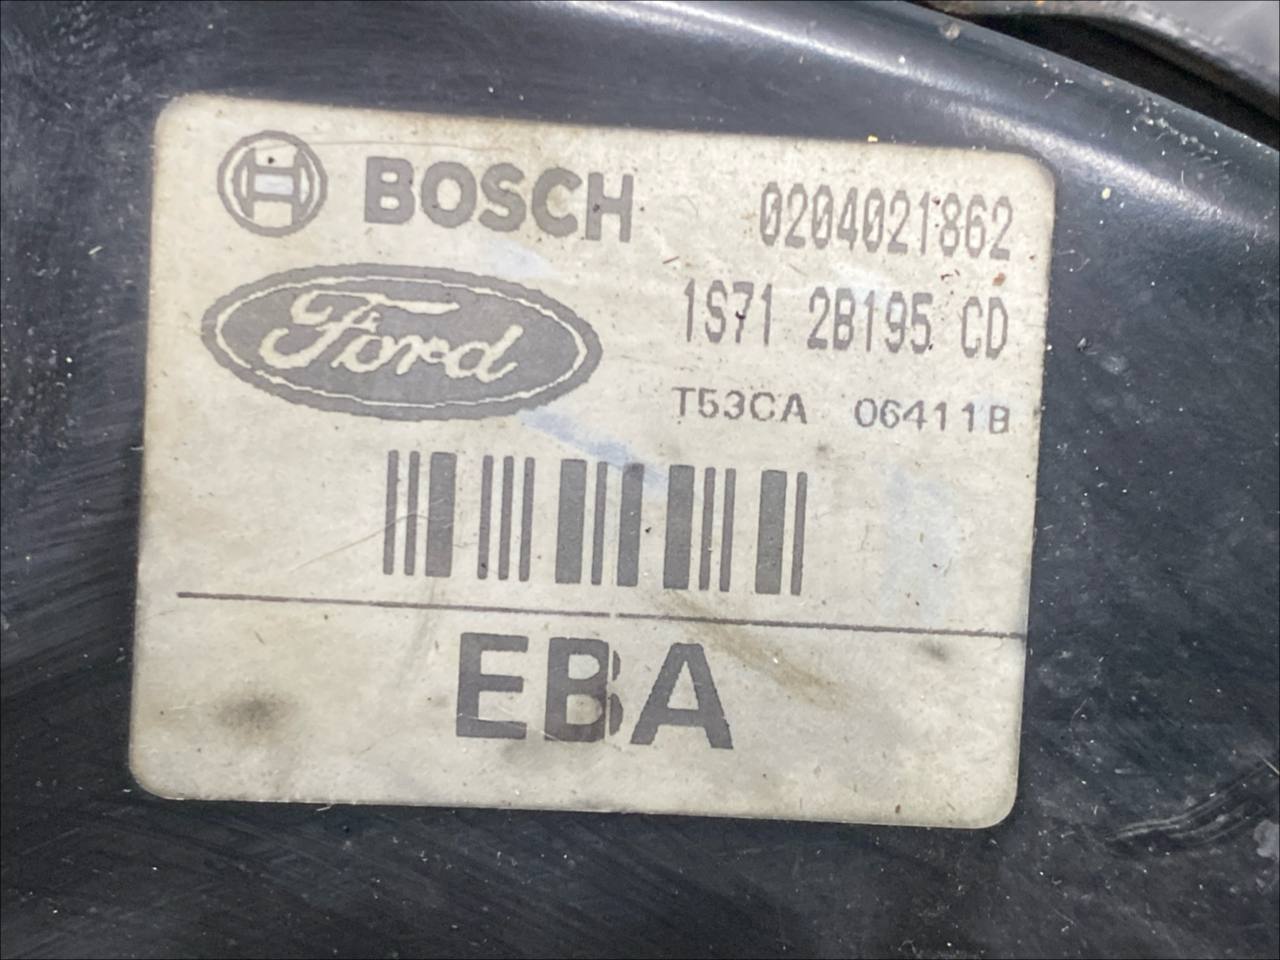 BOSCH 0204021862
Ford 1S71 2B195 CD
T53CA 06411B
EBA